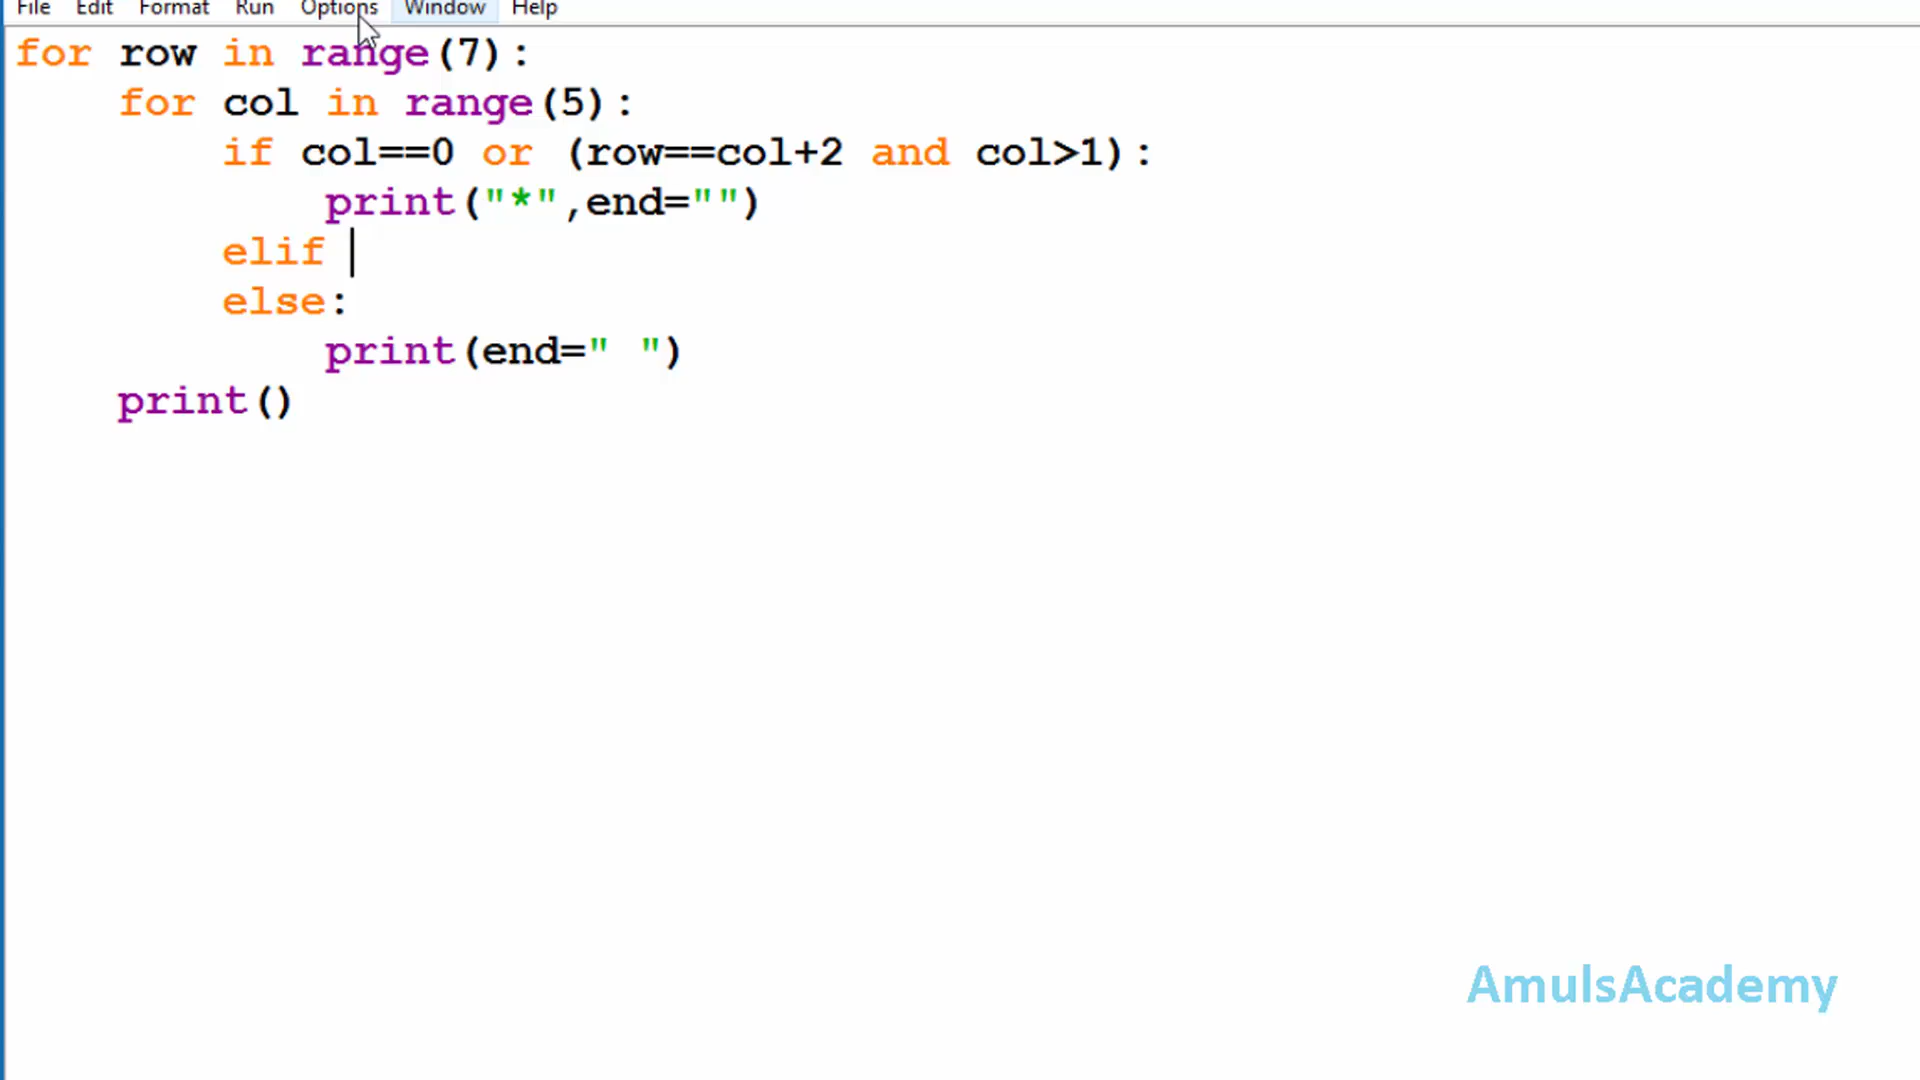 File Edit Format Run Options Window Help
for row in range(7):
    for col in range(5):
        if col==0 or (row==col+2 and col>1):
            print("*",end="")
        elif
        else:
            print(end=" ")
    print()
AmulsAcademy